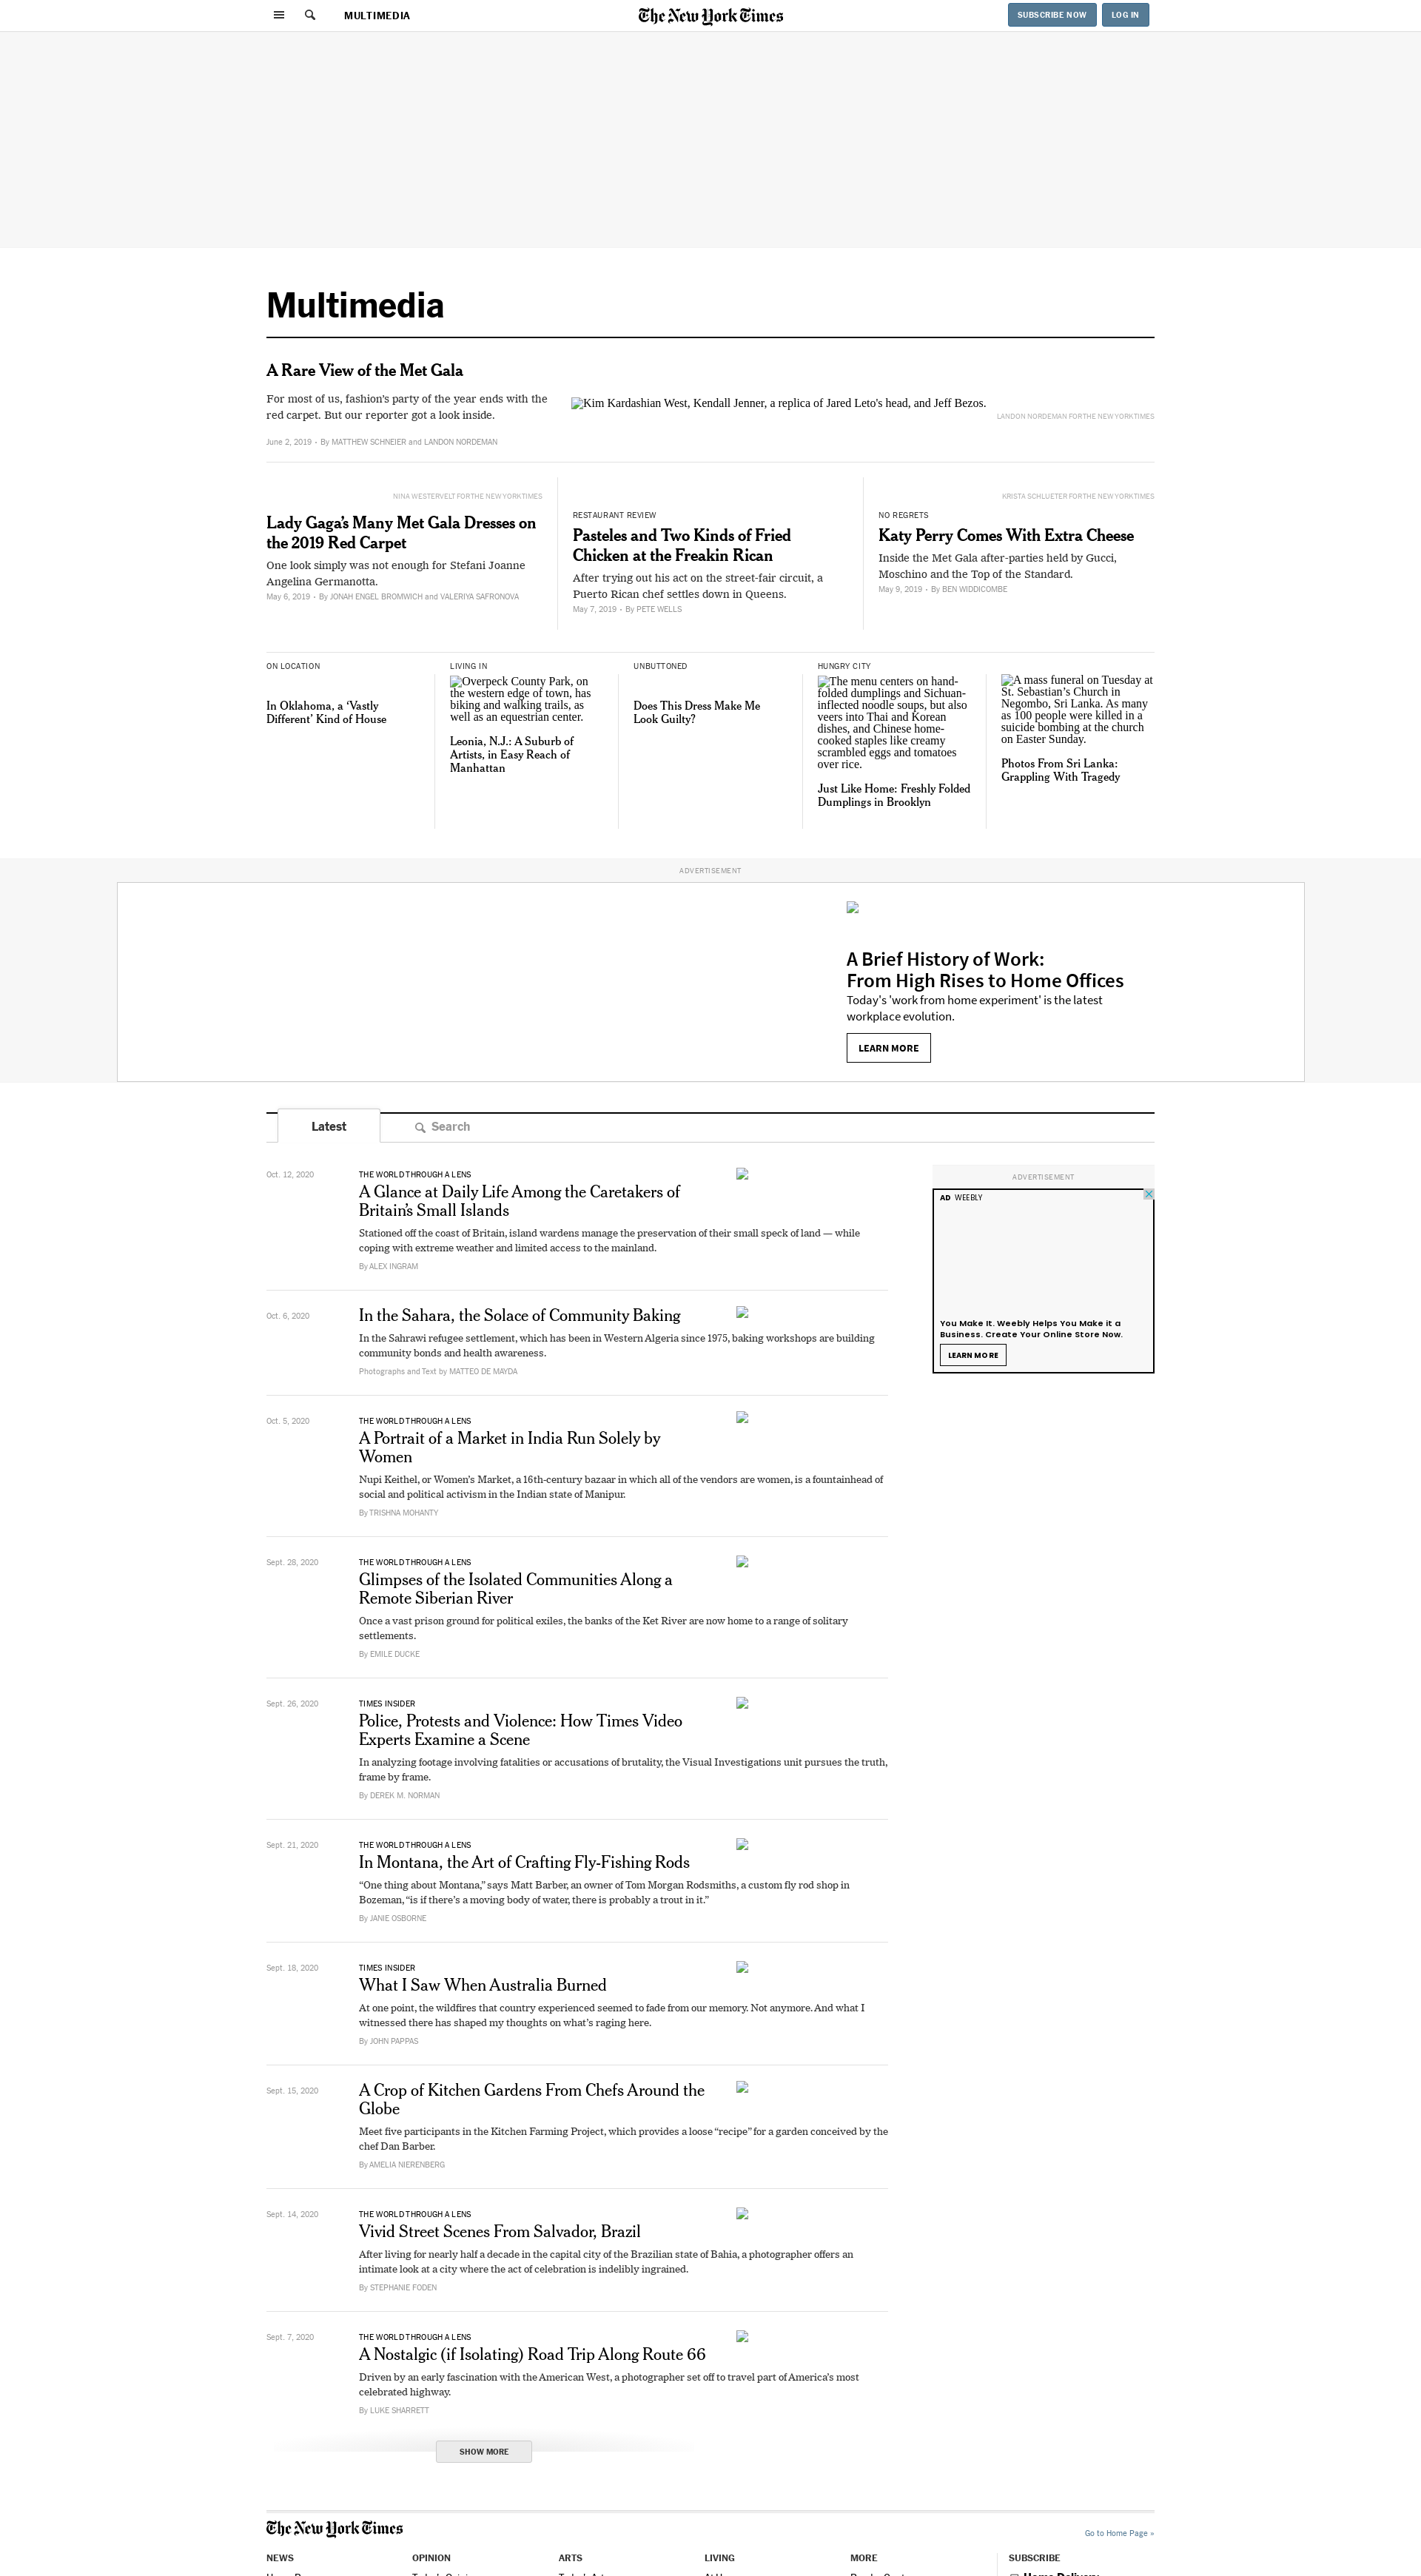 MULTIMEDIA
The New York Times
SUBSCRIBE NOW
LOG IN
Multimedia
A Rare View of the Met Gala
For most of us, fashion's party of the year ends with the
red carpet. But our reporter got a look inside.
June 2, 2019 • By MATTHEW SCHNEIER and LANDON NORDEMAN
Kim Kardashian West, Kendall Jenner, a replica of Jared Leto's head, and Jeff Bezos.
LANDON NORDEMAN FOR THE NEW YORK TIMES
NINA WESTERVELT FOR THE NEW YORK TIMES
Lady Gaga’s Many Met Gala Dresses on
the 2019 Red Carpet
One look simply was not enough for Stefani Joanne
Angelina Germanotta.
May 6, 2019 • By JONAH ENGEL BROMWICH and VALERIYA SAFRONOVA
RESTAURANT REVIEW
Pasteles and Two Kinds of Fried
Chicken at the Freakin Rican
After trying out his act on the street-fair circuit, a
Puerto Rican chef settles down in Queens.
May 7, 2019 • By PETE WELLS
KRISTA SCHLUETER FOR THE NEW YORK TIMES
NO REGRETS
Katy Perry Comes With Extra Cheese
Inside the Met Gala after-parties held by Gucci,
Moschino and the Top of the Standard.
May 9, 2019 • By BEN WIDDICOMBE
ON LOCATION
In Oklahoma, a ‘Vastly
Different’ Kind of House
LIVING IN
Overpeck County Park, on
the western edge of town, has
biking and walking trails, as
well as an equestrian center.
Leonia, N.J.: A Suburb of
Artists, in Easy Reach of
Manhattan
UNBUTTONED
Does This Dress Make Me
Look Guilty?
HUNGRY CITY
The menu centers on hand-
folded dumplings and Sichuan-
inflected noodle soups, but also
veers into Thai and Korean
dishes, and Chinese home-
cooked staples like creamy
scrambled eggs and tomatoes
over rice.
Just Like Home: Freshly Folded
Dumplings in Brooklyn
A mass funeral on Tuesday at
St. Sebastian’s Church in
Negombo, Sri Lanka. As many
as 100 people were killed in a
suicide bombing at the church
on Easter Sunday.
Photos From Sri Lanka:
Grappling With Tragedy
ADVERTISEMENT
A Brief History of Work:
From High Rises to Home Offices
Today's 'work from home experiment' is the latest
workplace evolution.
LEARN MORE
Latest
Search
Oct. 12, 2020
THE WORLD THROUGH A LENS
A Glance at Daily Life Among the Caretakers of
Britain’s Small Islands
Stationed off the coast of Britain, island wardens manage the preservation of their small speck of land — while
coping with extreme weather and limited access to the mainland.
By ALEX INGRAM
ADVERTISEMENT
AD WEEBLY
You Make It. Weebly Helps You Make it a
Business. Create Your Online Store Now.
LEARN MORE
Oct. 6, 2020
In the Sahara, the Solace of Community Baking
In the Sahrawi refugee settlement, which has been in Western Algeria since 1975, baking workshops are building
community bonds and health awareness.
Photographs and Text by MATTEO DE MAYDA
Oct. 5, 2020
THE WORLD THROUGH A LENS
A Portrait of a Market in India Run Solely by
Women
Nupi Keithel, or Women’s Market, a 16th-century bazaar in which all of the vendors are women, is a fountainhead of
social and political activism in the Indian state of Manipur.
By TRISHNA MOHANTY
Sept. 28, 2020
THE WORLD THROUGH A LENS
Glimpses of the Isolated Communities Along a
Remote Siberian River
Once a vast prison ground for political exiles, the banks of the Ket River are now home to a range of solitary
settlements.
By EMILE DUCKE
Sept. 26, 2020
TIMES INSIDER
Police, Protests and Violence: How Times Video
Experts Examine a Scene
In analyzing footage involving fatalities or accusations of brutality, the Visual Investigations unit pursues the truth,
frame by frame.
By DEREK M. NORMAN
Sept. 21, 2020
THE WORLD THROUGH A LENS
In Montana, the Art of Crafting Fly-Fishing Rods
“One thing about Montana,” says Matt Barber, an owner of Tom Morgan Rodsmiths, a custom fly rod shop in
Bozeman, “is if there’s a moving body of water, there is probably a trout in it.”
By JANIE OSBORNE
Sept. 18, 2020
TIMES INSIDER
What I Saw When Australia Burned
At one point, the wildfires that country experienced seemed to fade from our memory. Not anymore. And what I
witnessed there has shaped my thoughts on what’s raging here.
By JOHN PAPPAS
Sept. 15, 2020
A Crop of Kitchen Gardens From Chefs Around the
Globe
Meet five participants in the Kitchen Farming Project, which provides a loose “recipe” for a garden conceived by the
chef Dan Barber.
By AMELIA NIERENBERG
Sept. 14, 2020
THE WORLD THROUGH A LENS
Vivid Street Scenes From Salvador, Brazil
After living for nearly half a decade in the capital city of the Brazilian state of Bahia, a photographer offers an
intimate look at a city where the act of celebration is indelibly ingrained.
By STEPHANIE FODEN
Sept. 7, 2020
THE WORLD THROUGH A LENS
A Nostalgic (if Isolating) Road Trip Along Route 66
Driven by an early fascination with the American West, a photographer set off to travel part of America’s most
celebrated highway.
By LUKE SHARRETT
SHOW MORE
The New York Times
Go to Home Page »
NEWS
OPINION
ARTS
LIVING
MORE
SUBSCRIBE